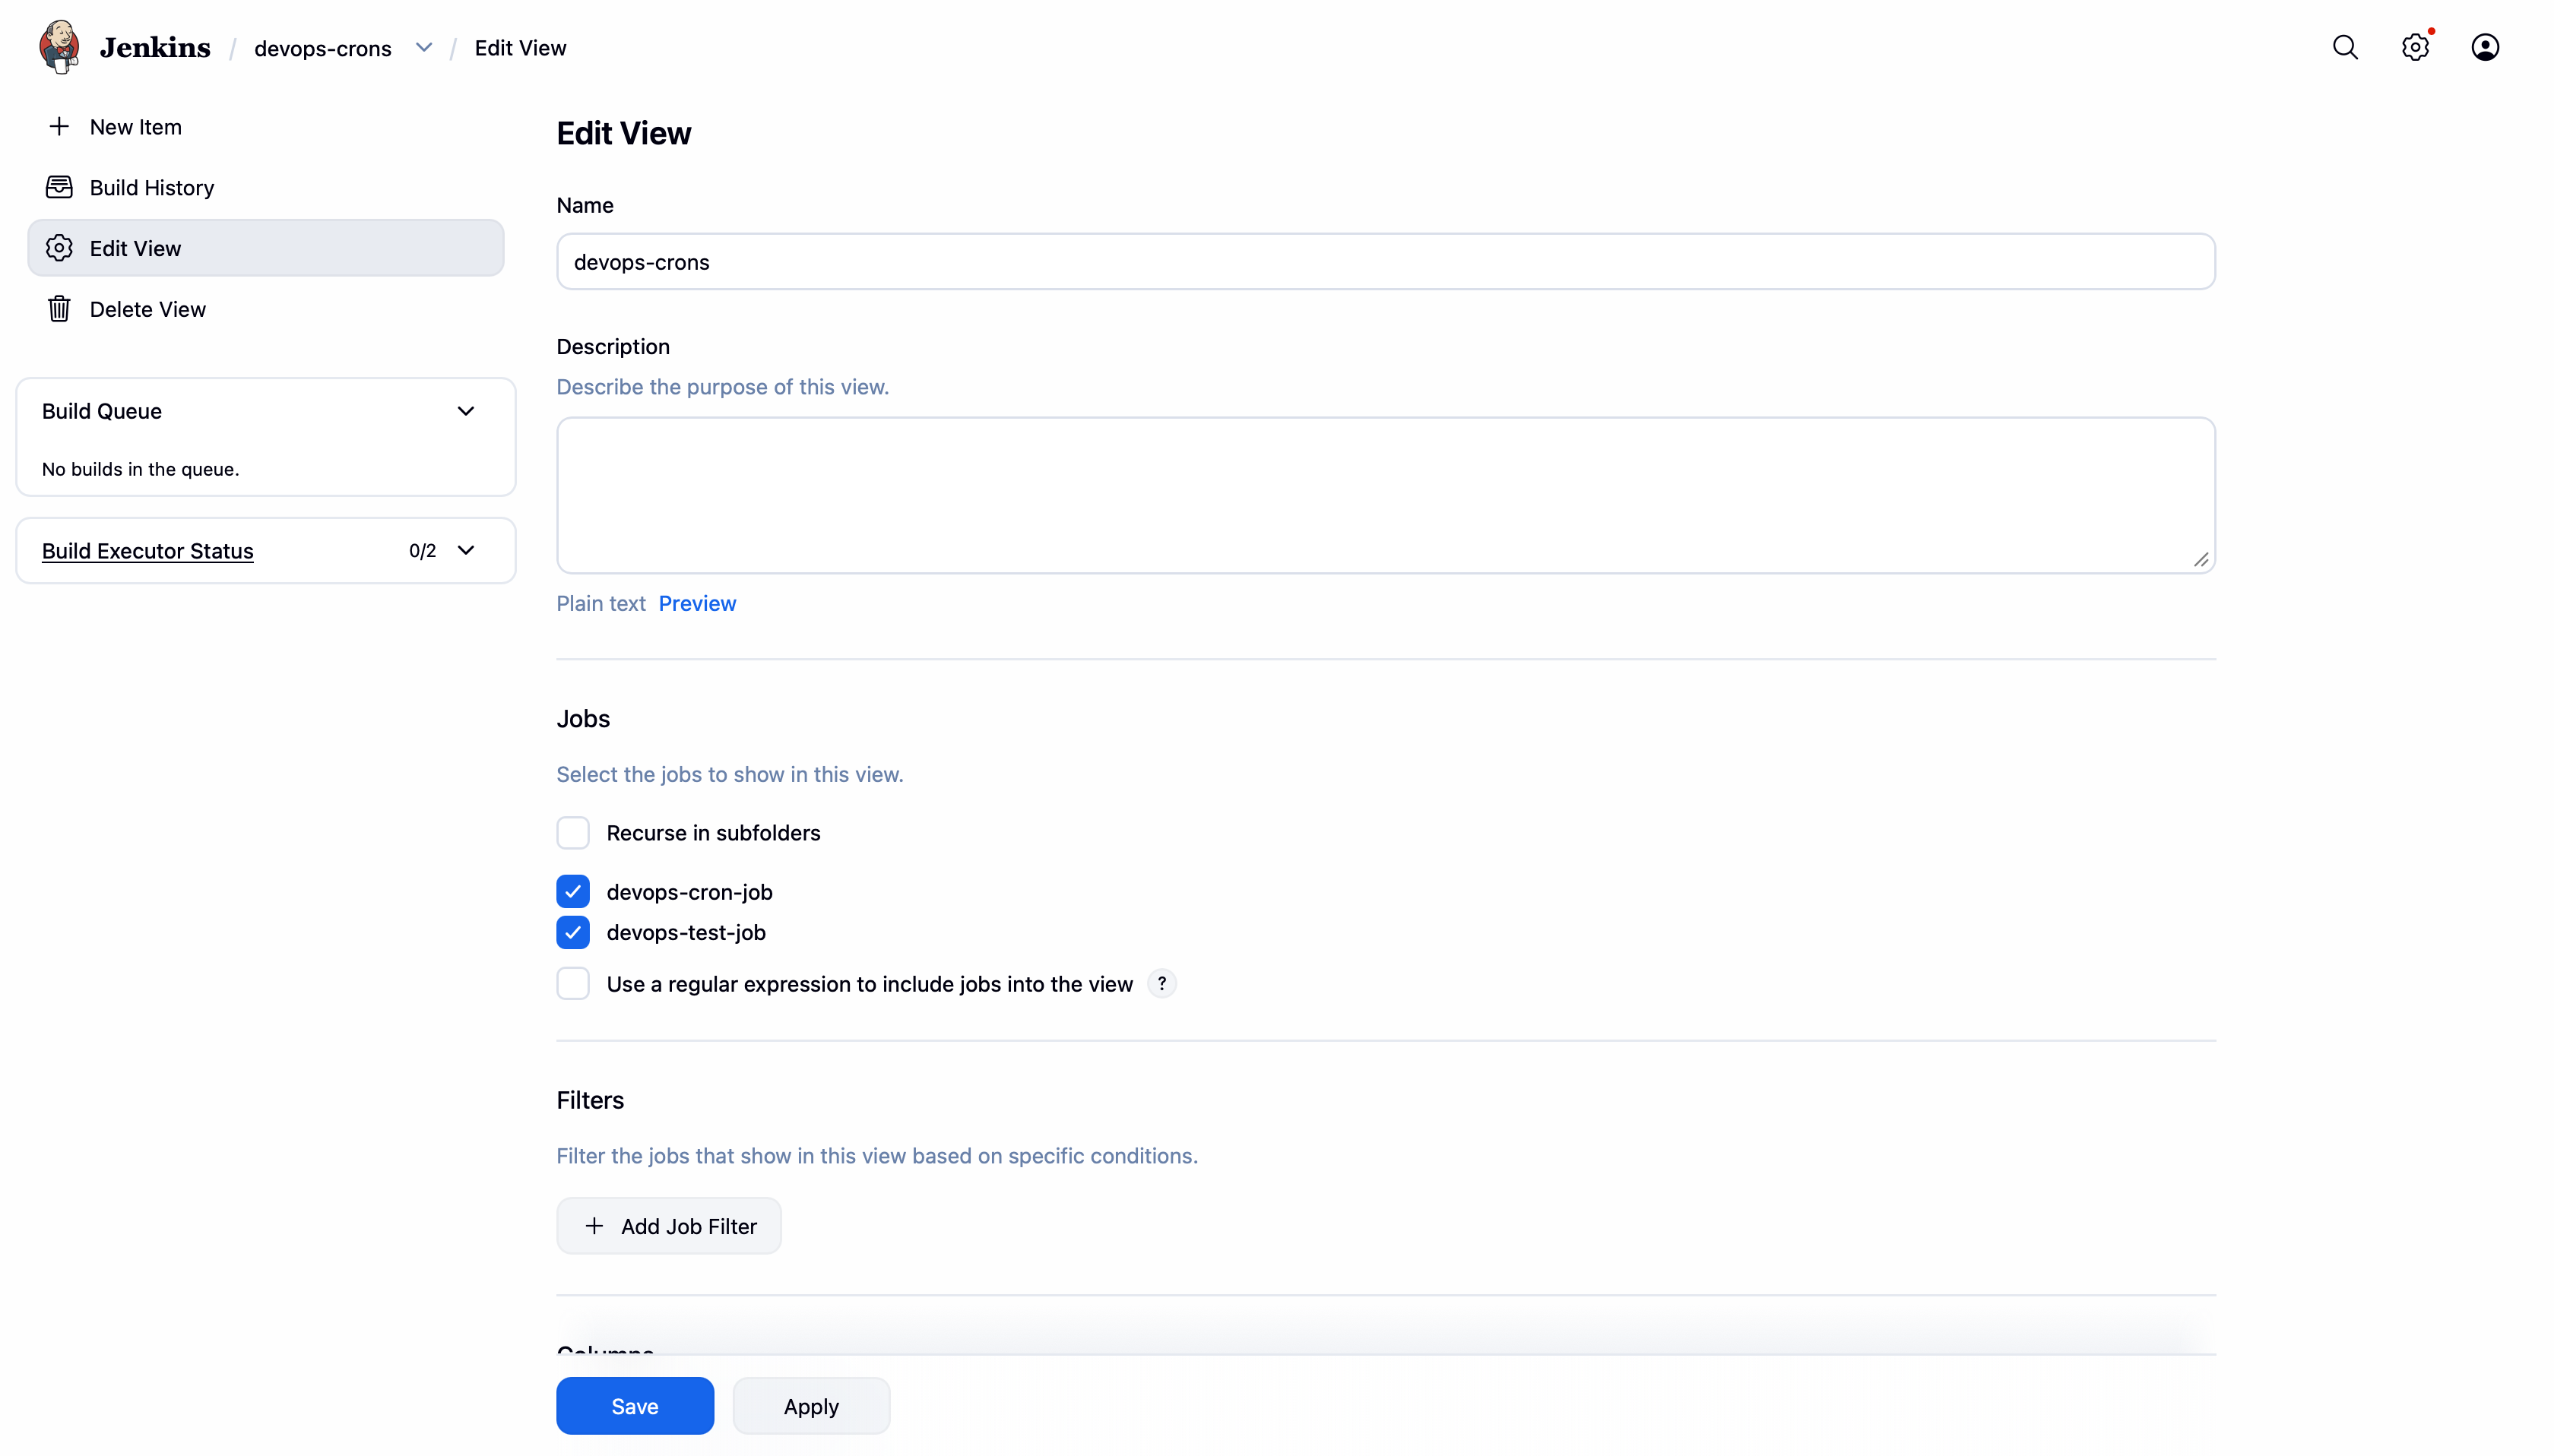 Jenkins / devops-crons / Edit View
New Item
Build History
Edit View
Delete View
Build Queue
No builds in the queue.
Build Executor Status 0/2
Edit View
Name
devops-crons
Description
Describe the purpose of this view.
Plain text Preview
Jobs
Select the jobs to show in this view.
Recurse in subfolders
devops-cron-job
devops-test-job
Use a regular expression to include jobs into the view ?
Filters
Filter the jobs that show in this view based on specific conditions.
Add Job Filter
Columns
Save Apply